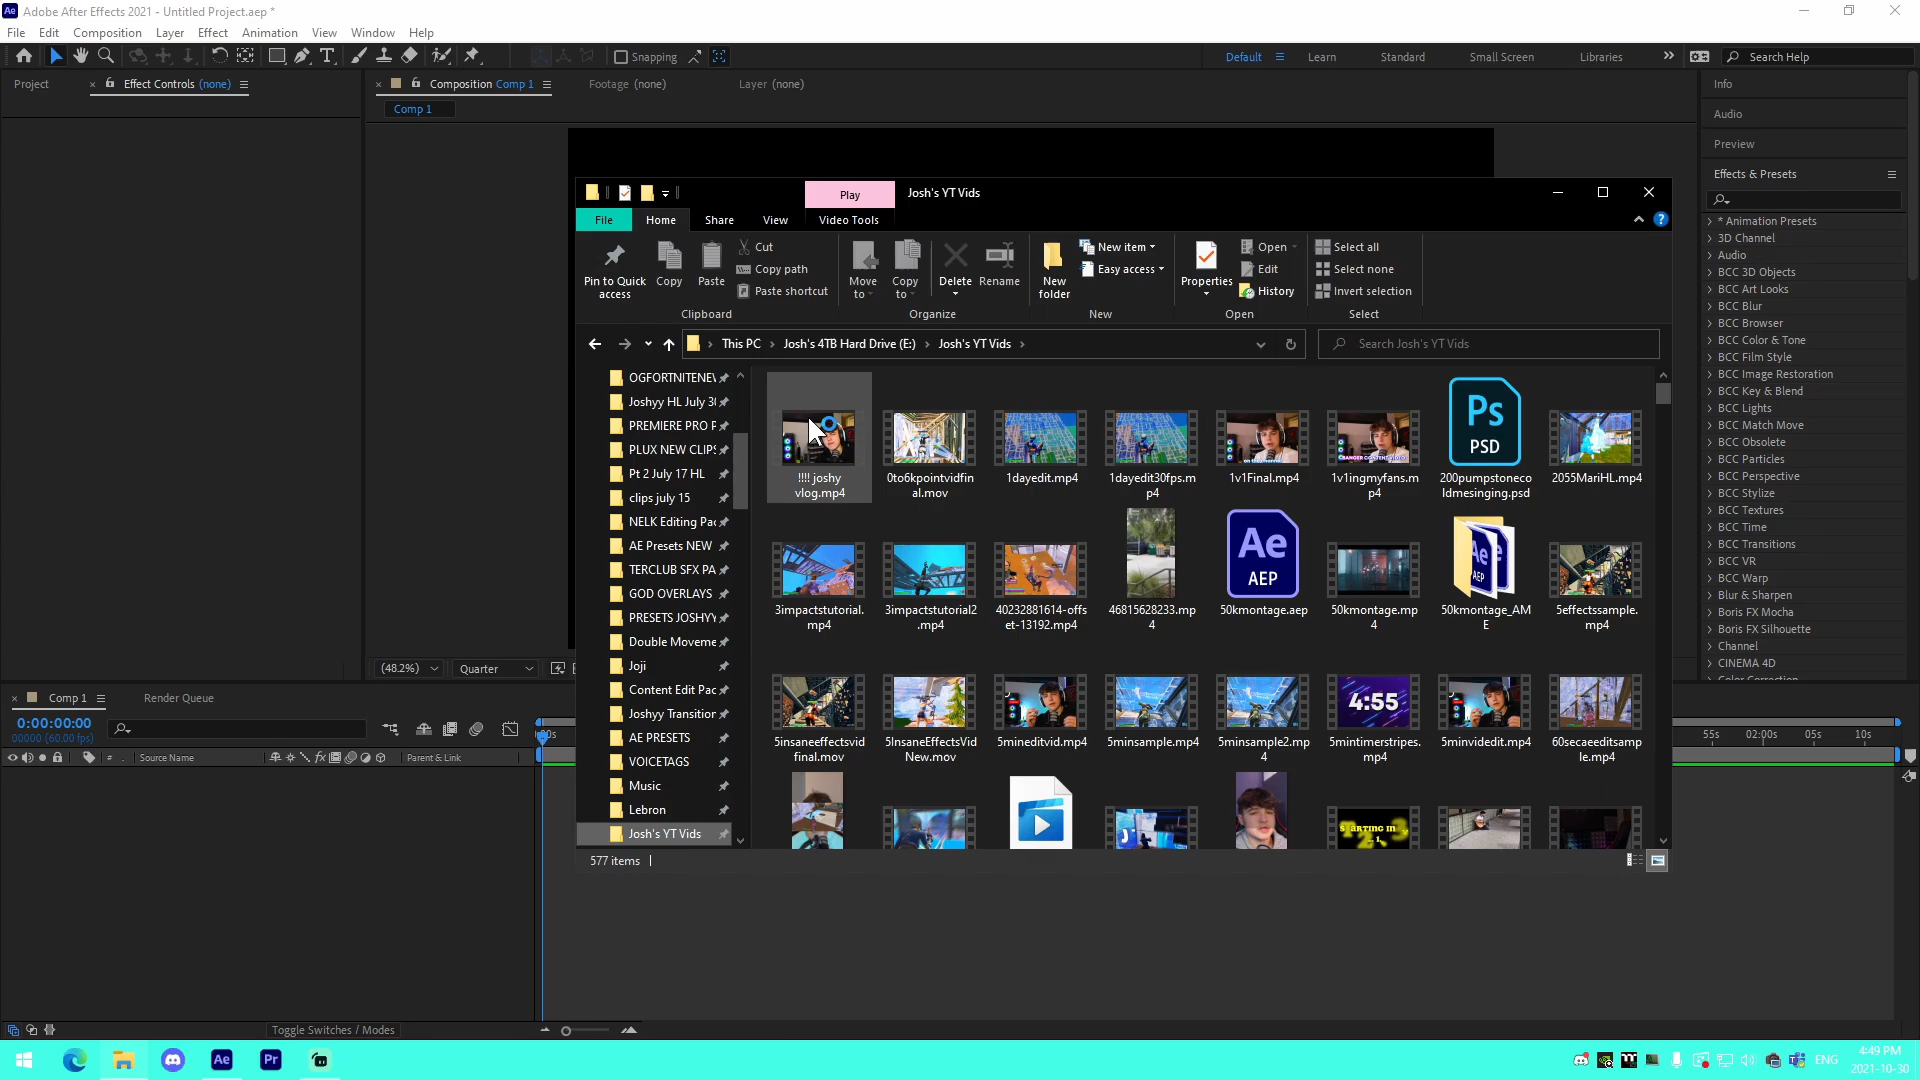 Ae Adobe After Effects 2021 - Untitled Project.aep *
File Edit Composition Layer Effect Animation View Window Help
Snapping Default Learn Standard Small Screen Libraries Search Help
Project Effect Controls (none) Composition Comp 1 Footage (none) Layer (none)
Comp 1
Info
Audio
Preview
Effects & Presets
* Animation Presets
3D Channel
Audio
BCC 3D Objects
BCC Art Looks
BCC Blur
BCC Browser
BCC Color & Tone
BCC Film Style
BCC Image Restoration
BCC Key & Blend
BCC Lights
BCC Match Move
BCC Obsolete
BCC Particles
BCC Perspective
BCC Stylize
BCC Textures
BCC Time
BCC Transitions
BCC VR
BCC Warp
Blur & Sharpen
Boris FX Mocha
Boris FX Silhouette
Channel
CINEMA 4D
Play Josh's YT Vids
File Home Share View Video Tools
Pin to Quick access
Copy
Paste
Cut
Copy path
Paste shortcut
Clipboard
Move to
Copy to
Delete
Rename
Organize
New folder
New item
Easy access
New
Properties
Open
Edit
History
Open
Select all
Select none
Invert selection
Select
This PC Josh's 4TB Hard Drive (E:) Josh's YT Vids
Search Josh's YT Vids
OGFORTNITENE
Joshyy HL July 3
PREMIERE PRO P
PLUX NEW CLIPS
Pt 2 July 17 HL
clips july 15
NELK Editing Pac
AE Presets NEW
TERCLUB SFX PA
GOD OVERLAYS
PRESETS JOSHYY
Double Moveme
Joji
Content Edit Pac
Joshyy Transition
AE PRESETS
VOICETAGS
Music
Lebron
Josh's YT Vids
!!!! joshy vlog.mp4
0to6kpointvidfinal.mov
1dayedit.mp4
1dayedit30fps.mp4
1v1Final.mp4
1v1ingmyfans.mp4
Ps PSD
200pumpstonecoldmesinging.psd
2055MariHL.mp4
3impactstutorial.mp4
3impactstutorial2.mp4
40232881614-offset-13192.mp4
46815628233.mp4
Ae AEP
50kmontage.aep
50kmontage.mp4
50kmontage_AME
5effectssample.mp4
5insaneeffectsvidfinal.mov
5InsaneEffectsVidNew.mov
5mineditvid.mp4
5minsample.mp4
5minsample2.mp4
4:55
5mintimerstripes.mp4
5minvidedit.mp4
60secaeeditsample.mp4
577 items
(48.2%) Quarter
Comp 1 Render Queue
0:00:00:00
00000 (60.00 fps)
Source Name Parent & Link
55s 02:00s 05s 10s
Toggle Switches / Modes
Ae Pr
ENG
4:49 PM
2021-10-30